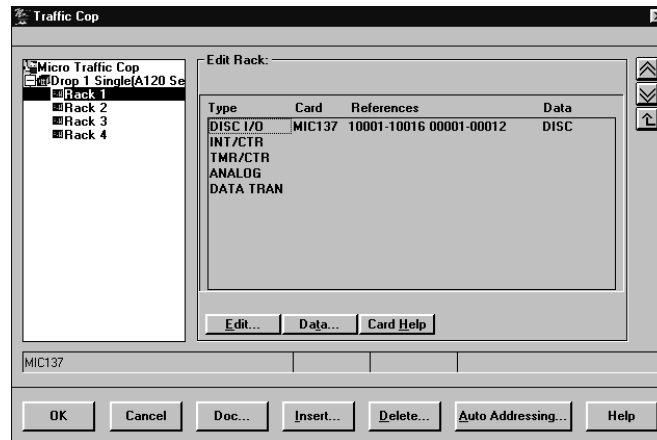 Traffic Cop
Micro Traffic Cop
Drop 1 Single(A120 Se
Rack 1
Rack 2
Rack 3
Rack 4
Edit Rack:
Type Card References Data
DISC I/O MIC137 10001-10016 00001-00012 DISC
INT/CTR
TMR/CTR
ANALOG
DATA TRAN
Edit... Data... Card Help
MIC137
OK Cancel Doc... Insert... Delete... Auto Addressing... Help